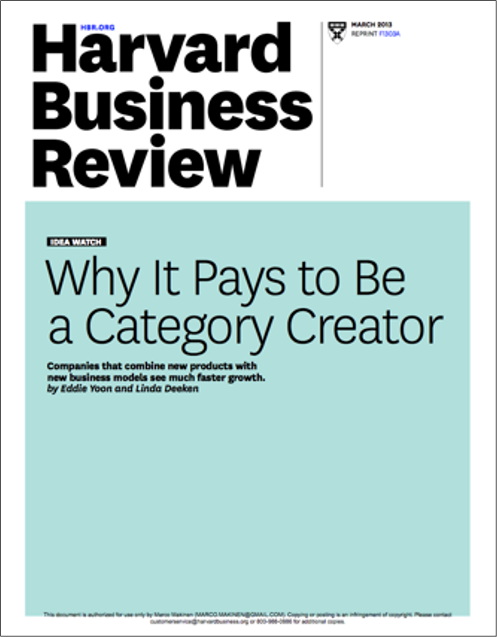 HBR.ORG
Harvard
Business
Review
MARCH 2013
REPRINT F1303A
IDEA WATCH
Why It Pays to Be
a Category Creator
Companies that combine new products with
new business models see much faster growth.
by Eddie Yoon and Linda Deeken
This document is authorized for use only by Marco Makinen (MARCO.MAKINEN@GMAIL.COM). Copying or posting is an infringement of copyright. Please contact
customerservice@harvardbusiness.org or 800-988-0886 for additional copies.